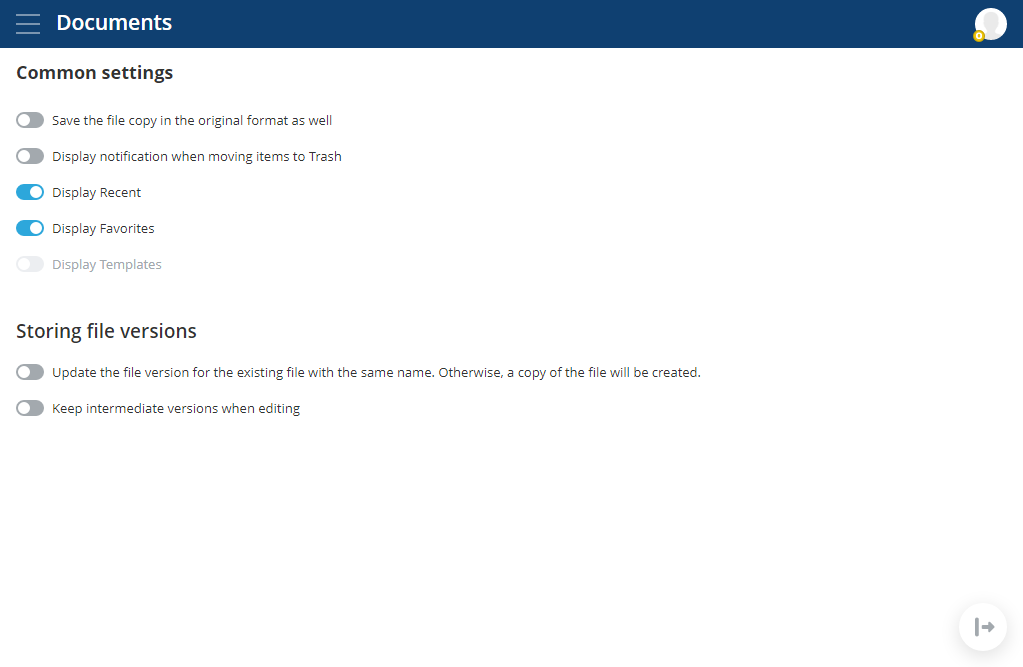 Documents
Common settings
Save the file copy in the original format as well
Display notification when moving items to Trash
Display Recent
Display Favorites
Display Templates
Storing file versions
Update the file version for the existing file with the same name. Otherwise, a copy of the file will be created.
Keep intermediate versions when editing